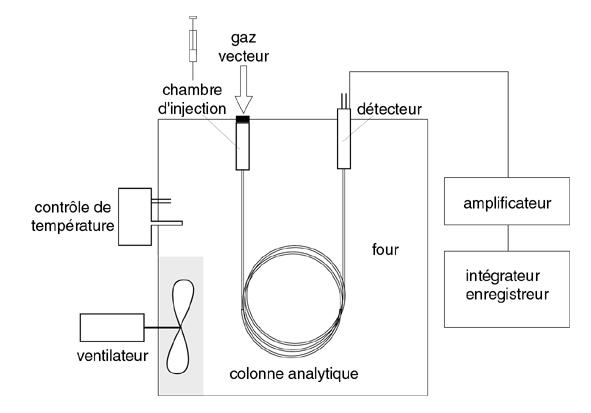 gaz
vecteur
chambre
d'injection
détecteur
contrôle de
température
amplificateur
four
intégrateur
enregistreur
ventilateur
colonne analytique